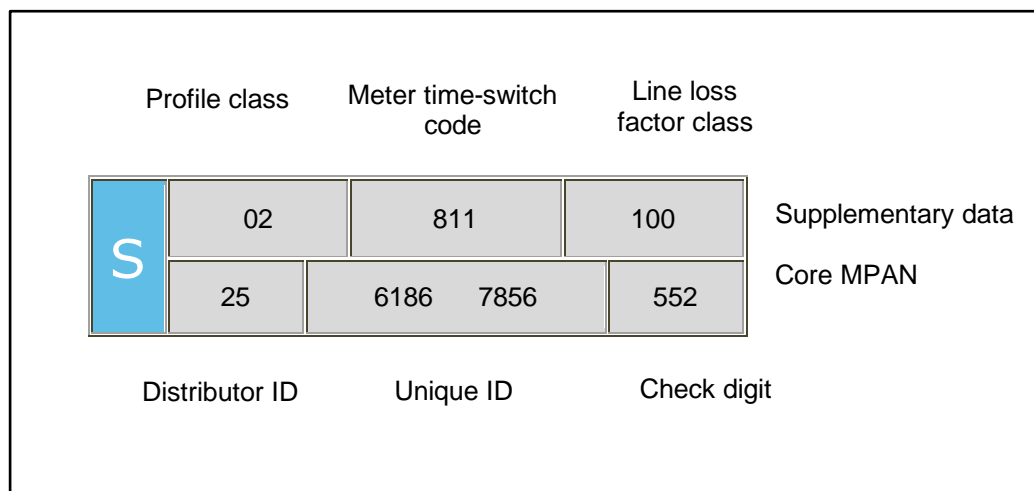 Profile class Meter time-switch code Line loss factor class
S 02 811 100 Supplementary data
25 6186 7856 552 Core MPAN
Distributor ID Unique ID Check digit